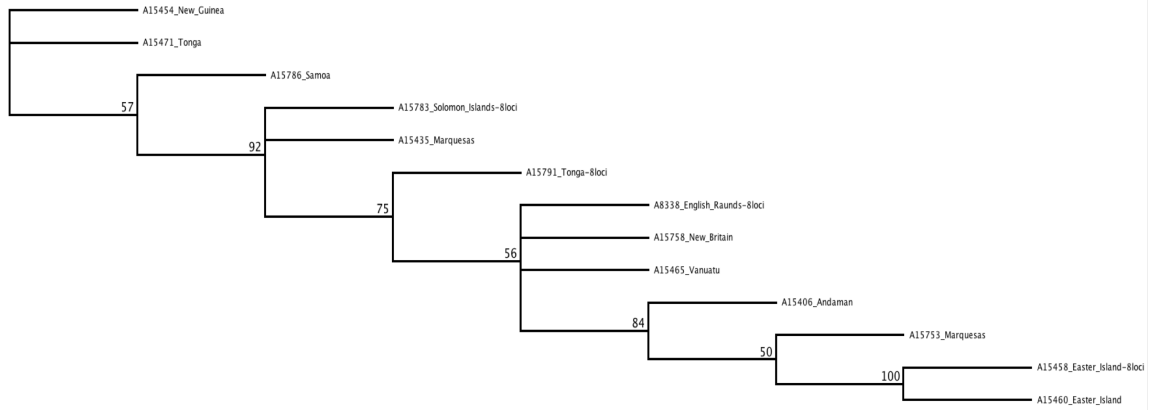 A15454_New_Guinea
A15471_Tonga
A15786_Samoa
57
A15783_Solomon_Islands-8loci
A15435_Marquesas
92
A15791_Tonga-8loci
75
A8338_English_Raunds-8loci
A15758_New_Britain
56
A15465_Vanuatu
A15406_Andaman
84
A15753_Marquesas
50
A15458_Easter_Island-8loci
100
A15460_Easter_Island